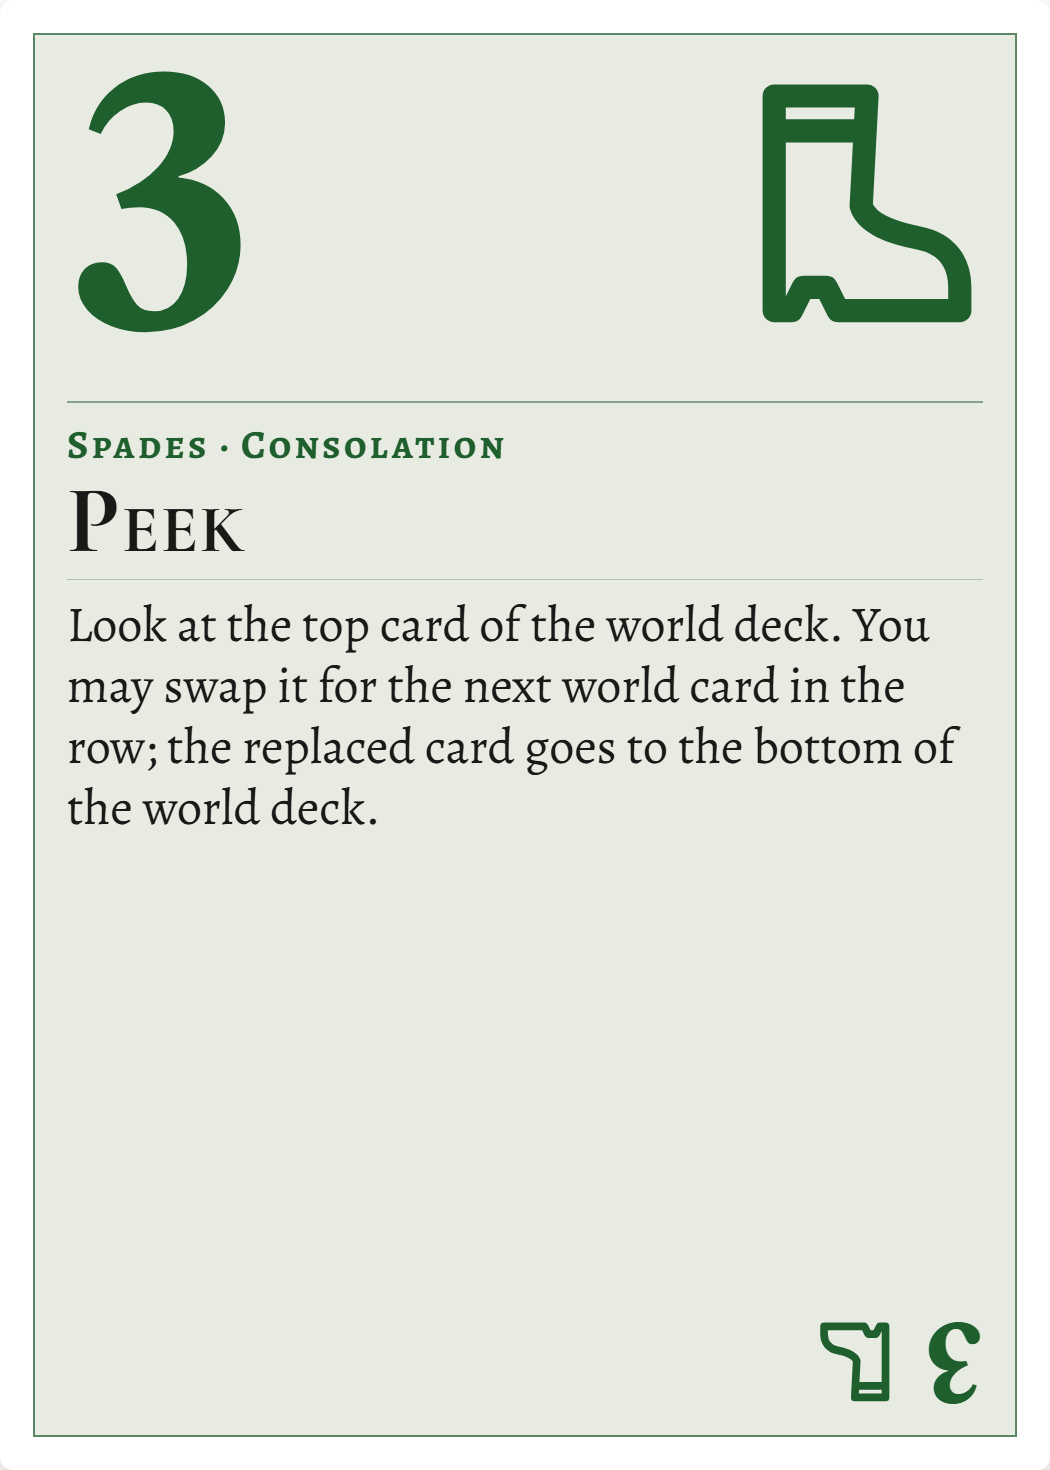 3
Spades · Consolation
Peek
Look at the top card of the world deck. You
may swap it for the next world card in the
row; the replaced card goes to the bottom of
the world deck.
3